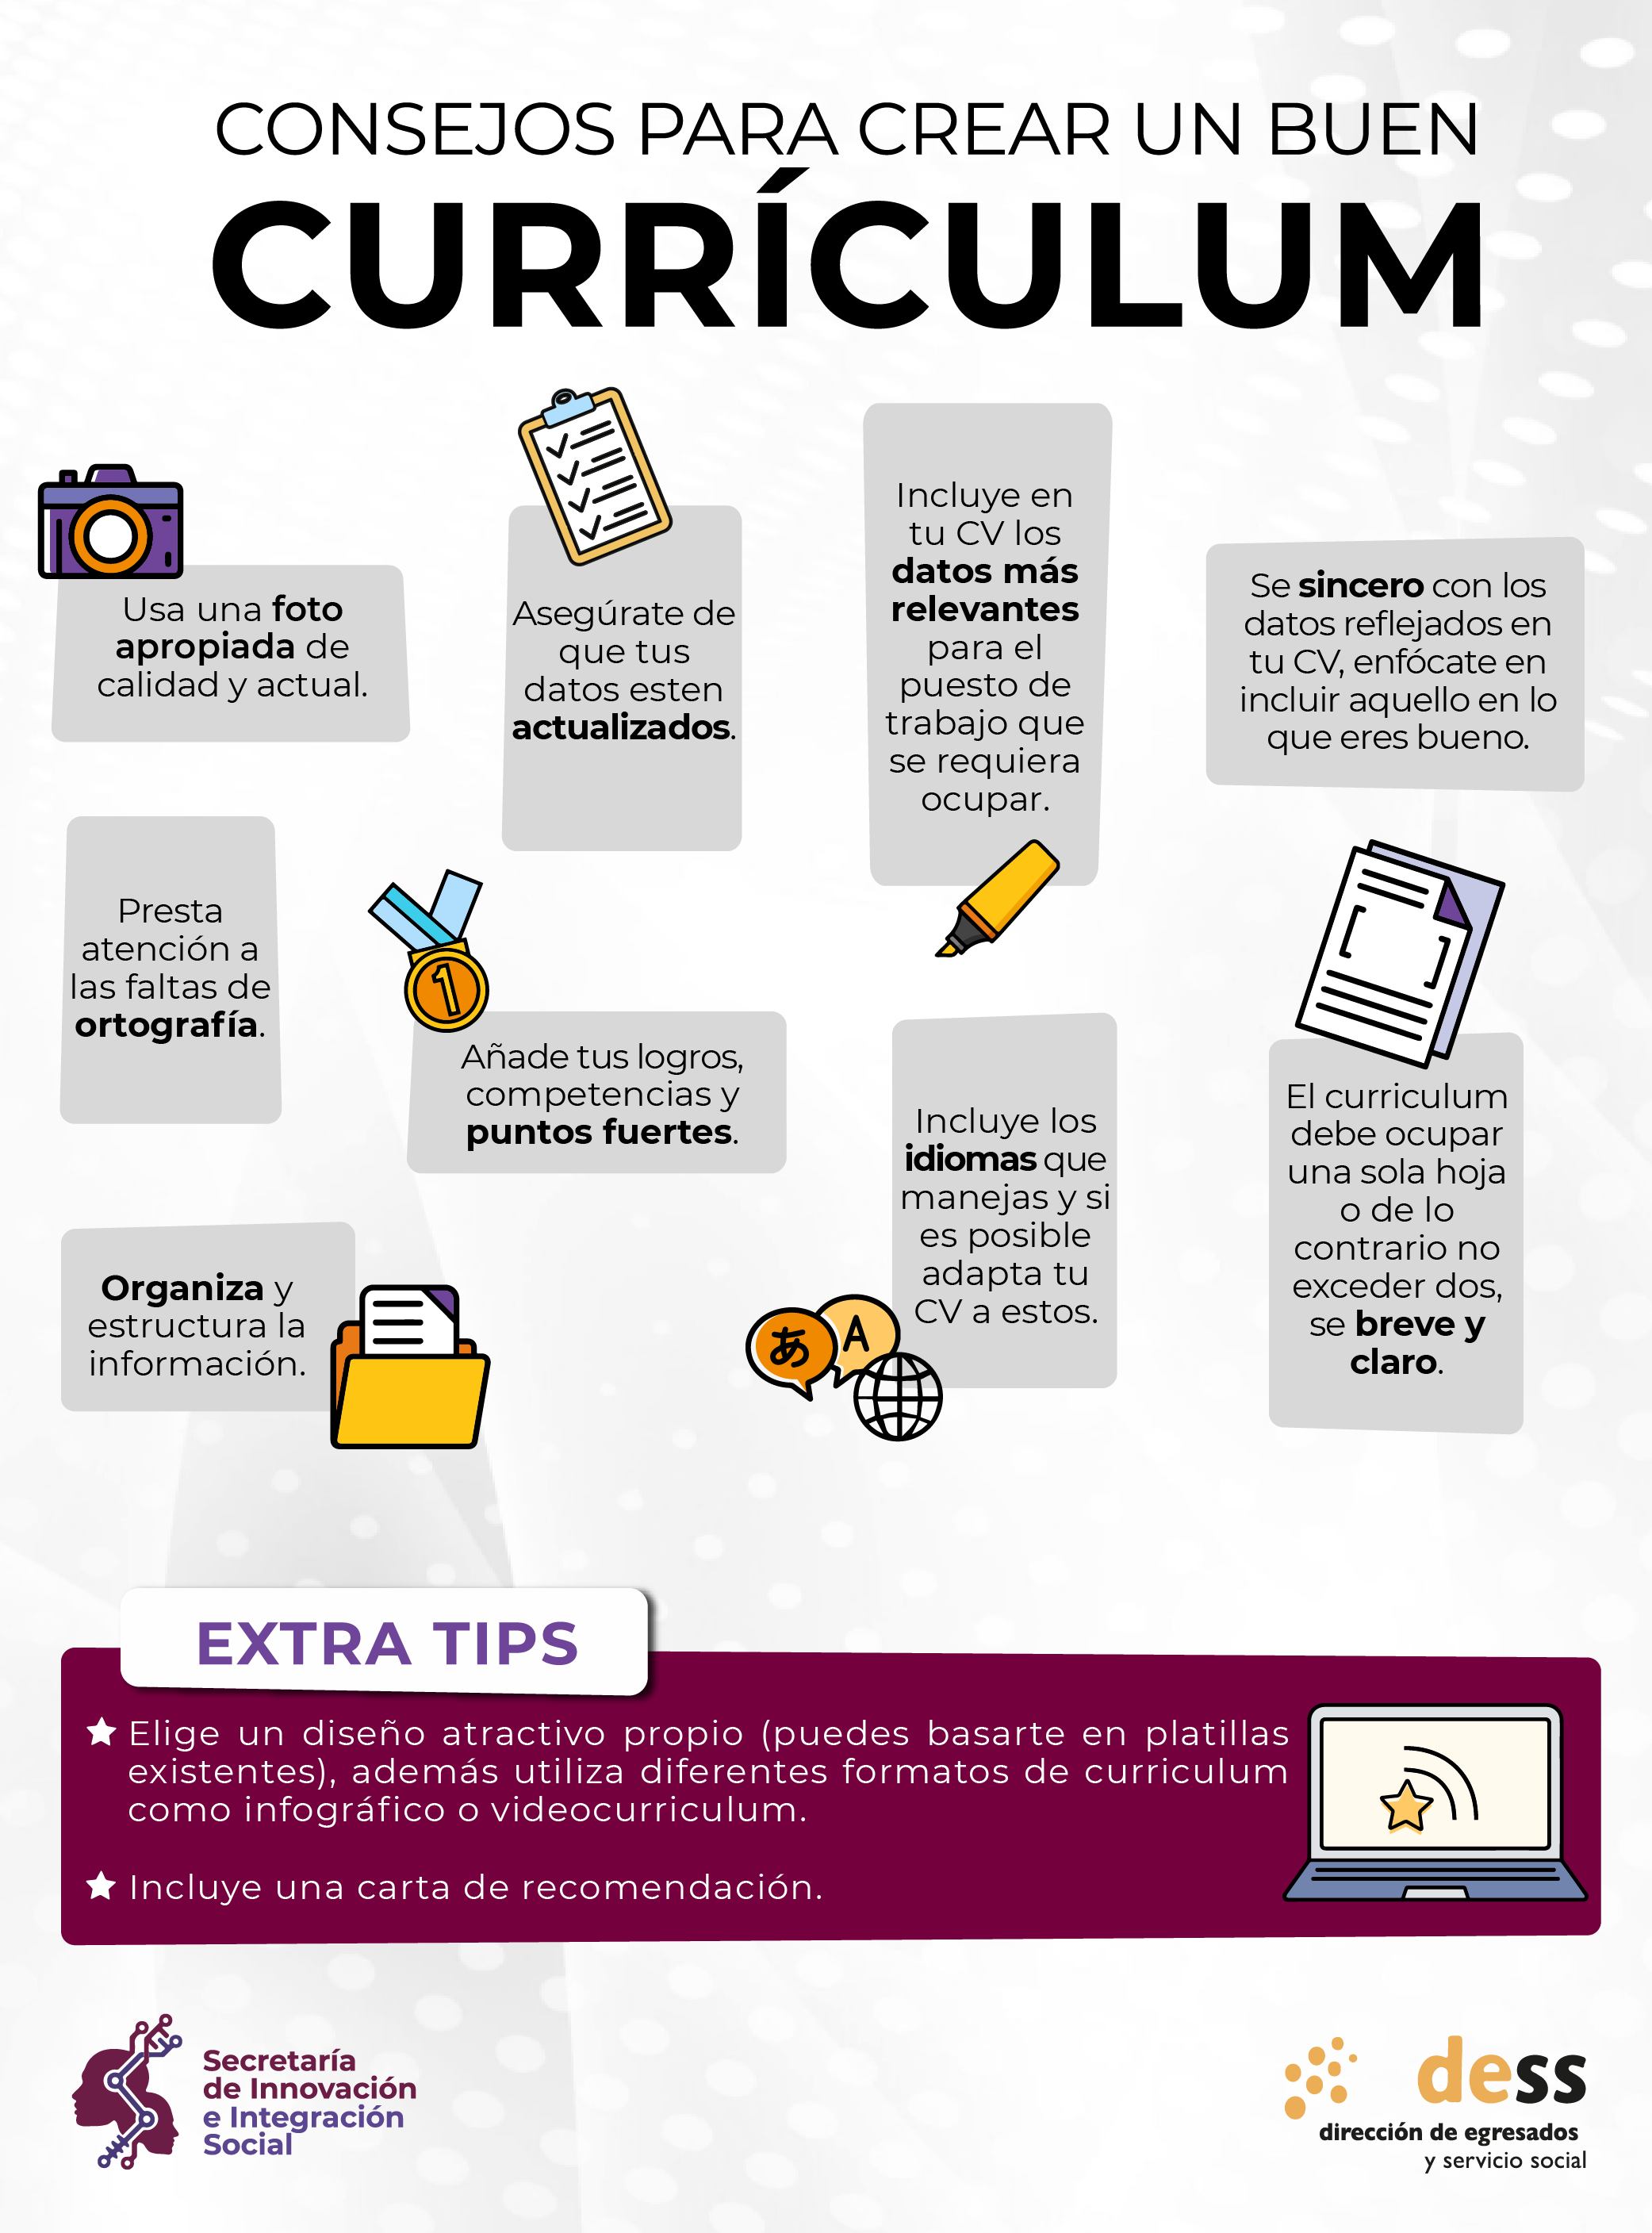 CONSEJOS PARA CREAR UN BUEN
CURRÍCULUM
Usa una foto
apropiada de
calidad y actual.
Asegúrate de
que tus
datos esten
actualizados.
Incluye en
tu CV los
datos más
relevantes
para el
puesto de
trabajo que
se requiera
ocupar.
Se sincero con los
datos reflejados en
tu CV, enfócate en
incluir aquello en lo
que eres bueno.
Presta
atención a
las faltas de
ortografía.
1
Añade tus logros,
competencias y
puntos fuertes.
Incluye los
idiomas que
manejas y si
es posible
adapta tu
CV a estos.
あ A
El curriculum
debe ocupar
una sola hoja
o de lo
contrario no
exceder dos,
se breve y
claro.
Organiza y
estructura la
información.
EXTRA TIPS
Elige un diseño atractivo propio (puedes basarte en platillas
existentes), además utiliza diferentes formatos de curriculum
como infográfico o videocurriculum.
Incluye una carta de recomendación.
Secretaría
de Innovación
e Integración
Social
dess
dirección de egresados
y servicio social